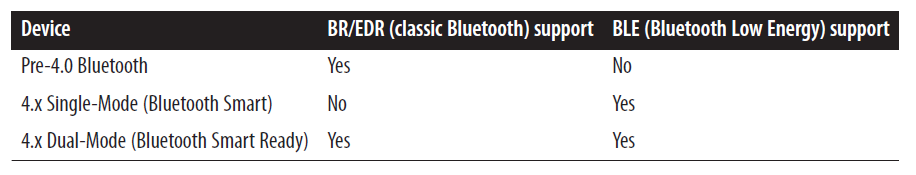 Device BR/EDR (classic Bluetooth) support BLE (Bluetooth Low Energy) support
Pre-4.0 Bluetooth Yes No
4.x Single-Mode (Bluetooth Smart) No Yes
4.x Dual-Mode (Bluetooth Smart Ready) Yes Yes